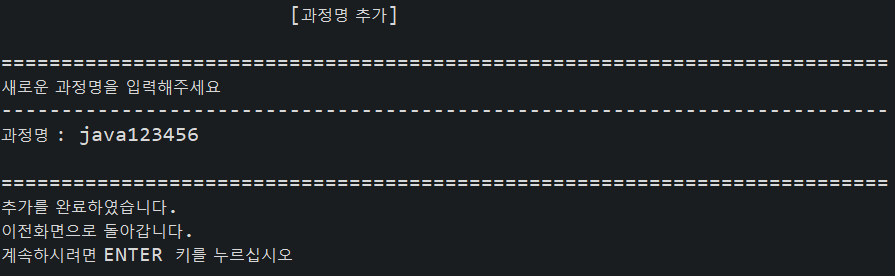 [과정명 추가]
==========================================================================
새로운 과정명을 입력해주세요
--------------------------------------------------------------------------
과정명 : java123456
==========================================================================
추가를 완료하였습니다.
이전화면으로 돌아갑니다.
계속하시려면 ENTER 키를 누르십시오